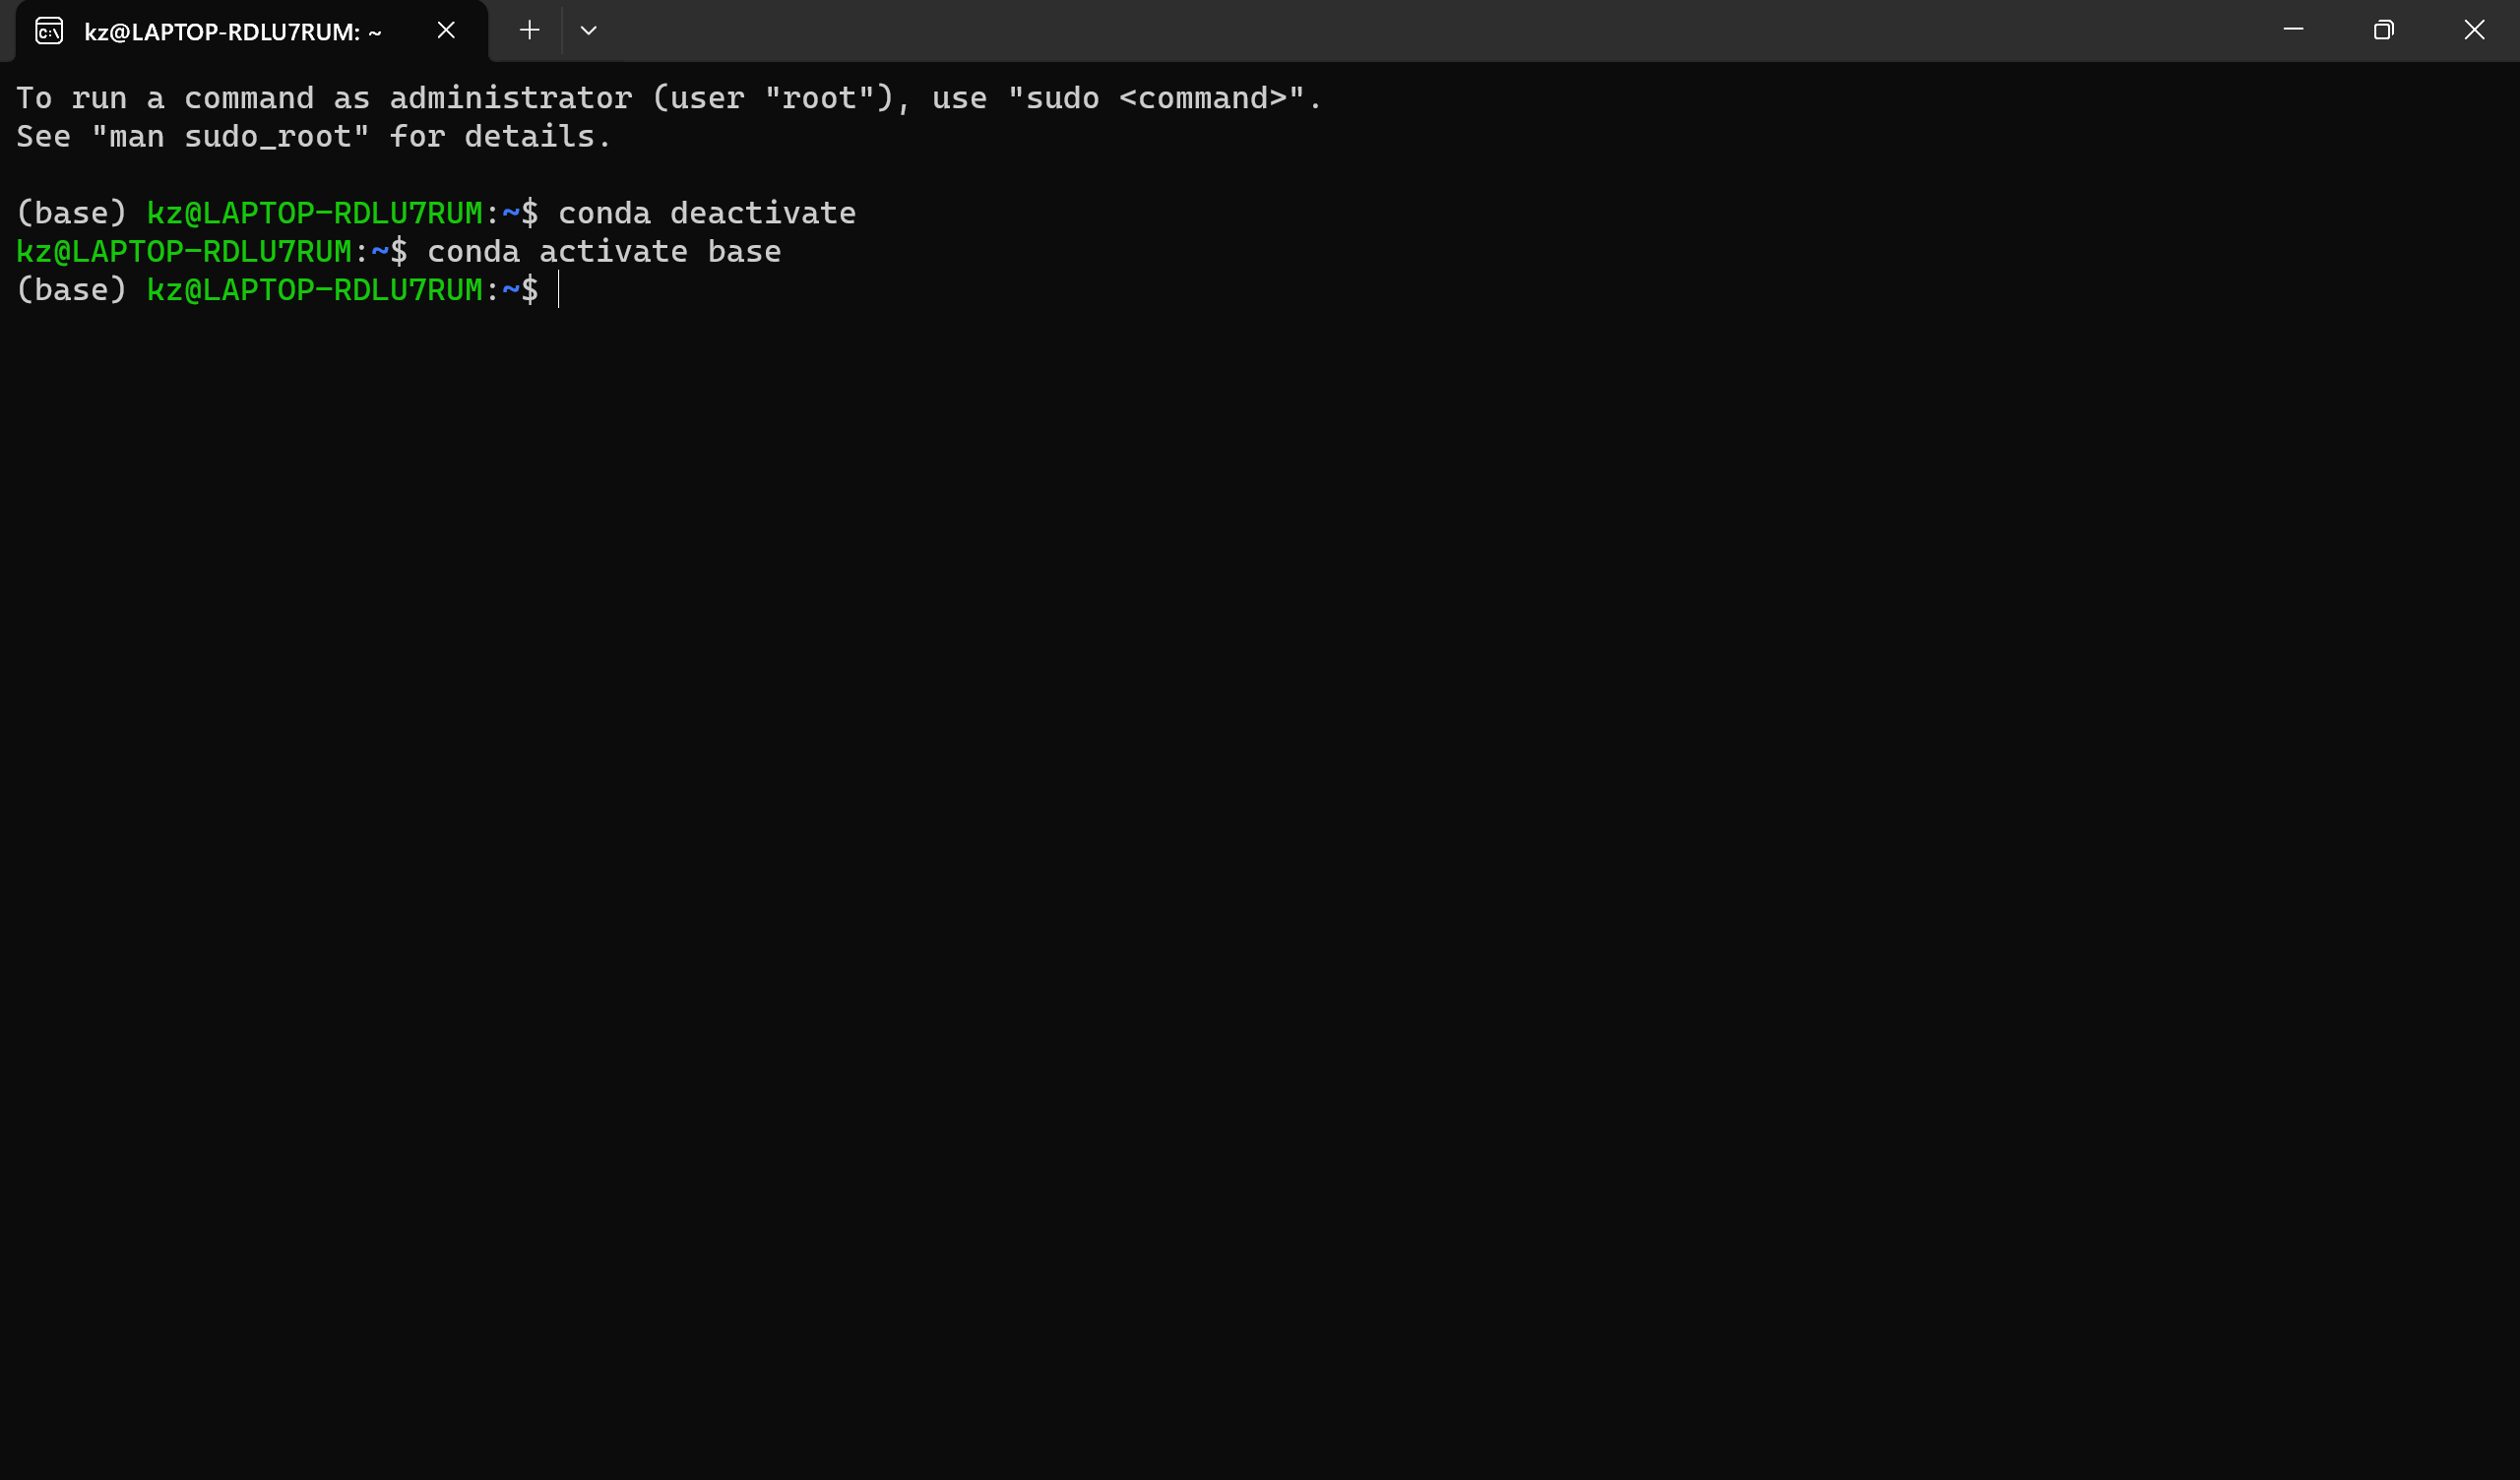 kz@LAPTOP-RDLU7RUM: ~
To run a command as administrator (user "root"), use "sudo <command>".
See "man sudo_root" for details.
(base) kz@LAPTOP-RDLU7RUM:~$ conda deactivate
kz@LAPTOP-RDLU7RUM:~$ conda activate base
(base) kz@LAPTOP-RDLU7RUM:~$